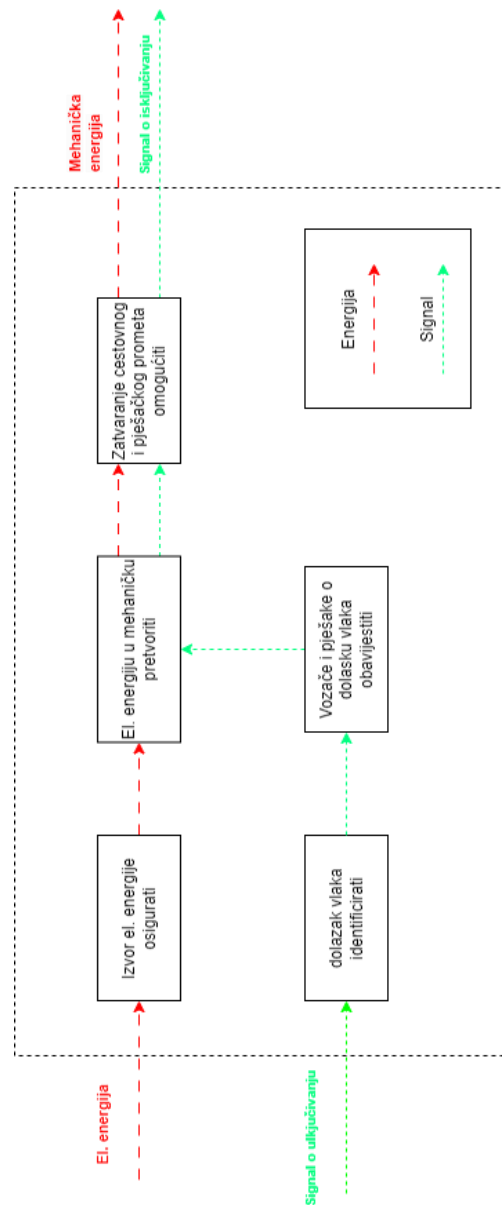 El. energija
Izvor el. energije
osigurati
El. energiju u mehaničku
pretvoriti
Zatvaranje cestovnog
i pješačkog prometa
omogućiti
Mehanička
energija
Signal o isključivanju
Signal o ulkjučivanju
dolazak vlaka
identificirati
Vozače i pješake o
dolasku vlaka
obavijestiti
Energija
Signal